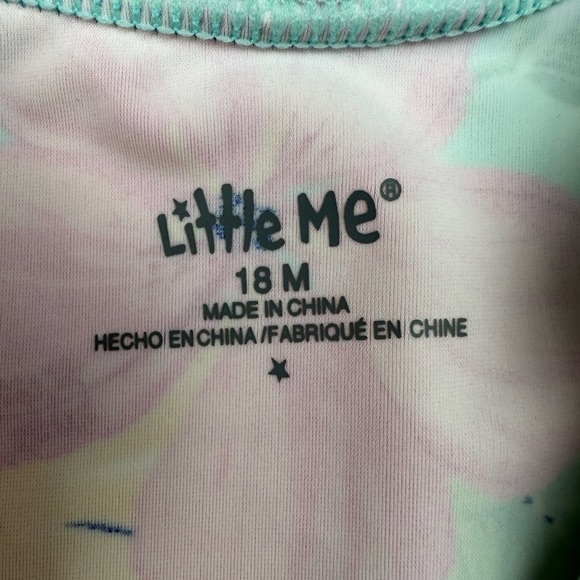 Little Me®
18 M
MADE IN CHINA
HECHO EN CHINA /FABRIQUÉ EN CHINE